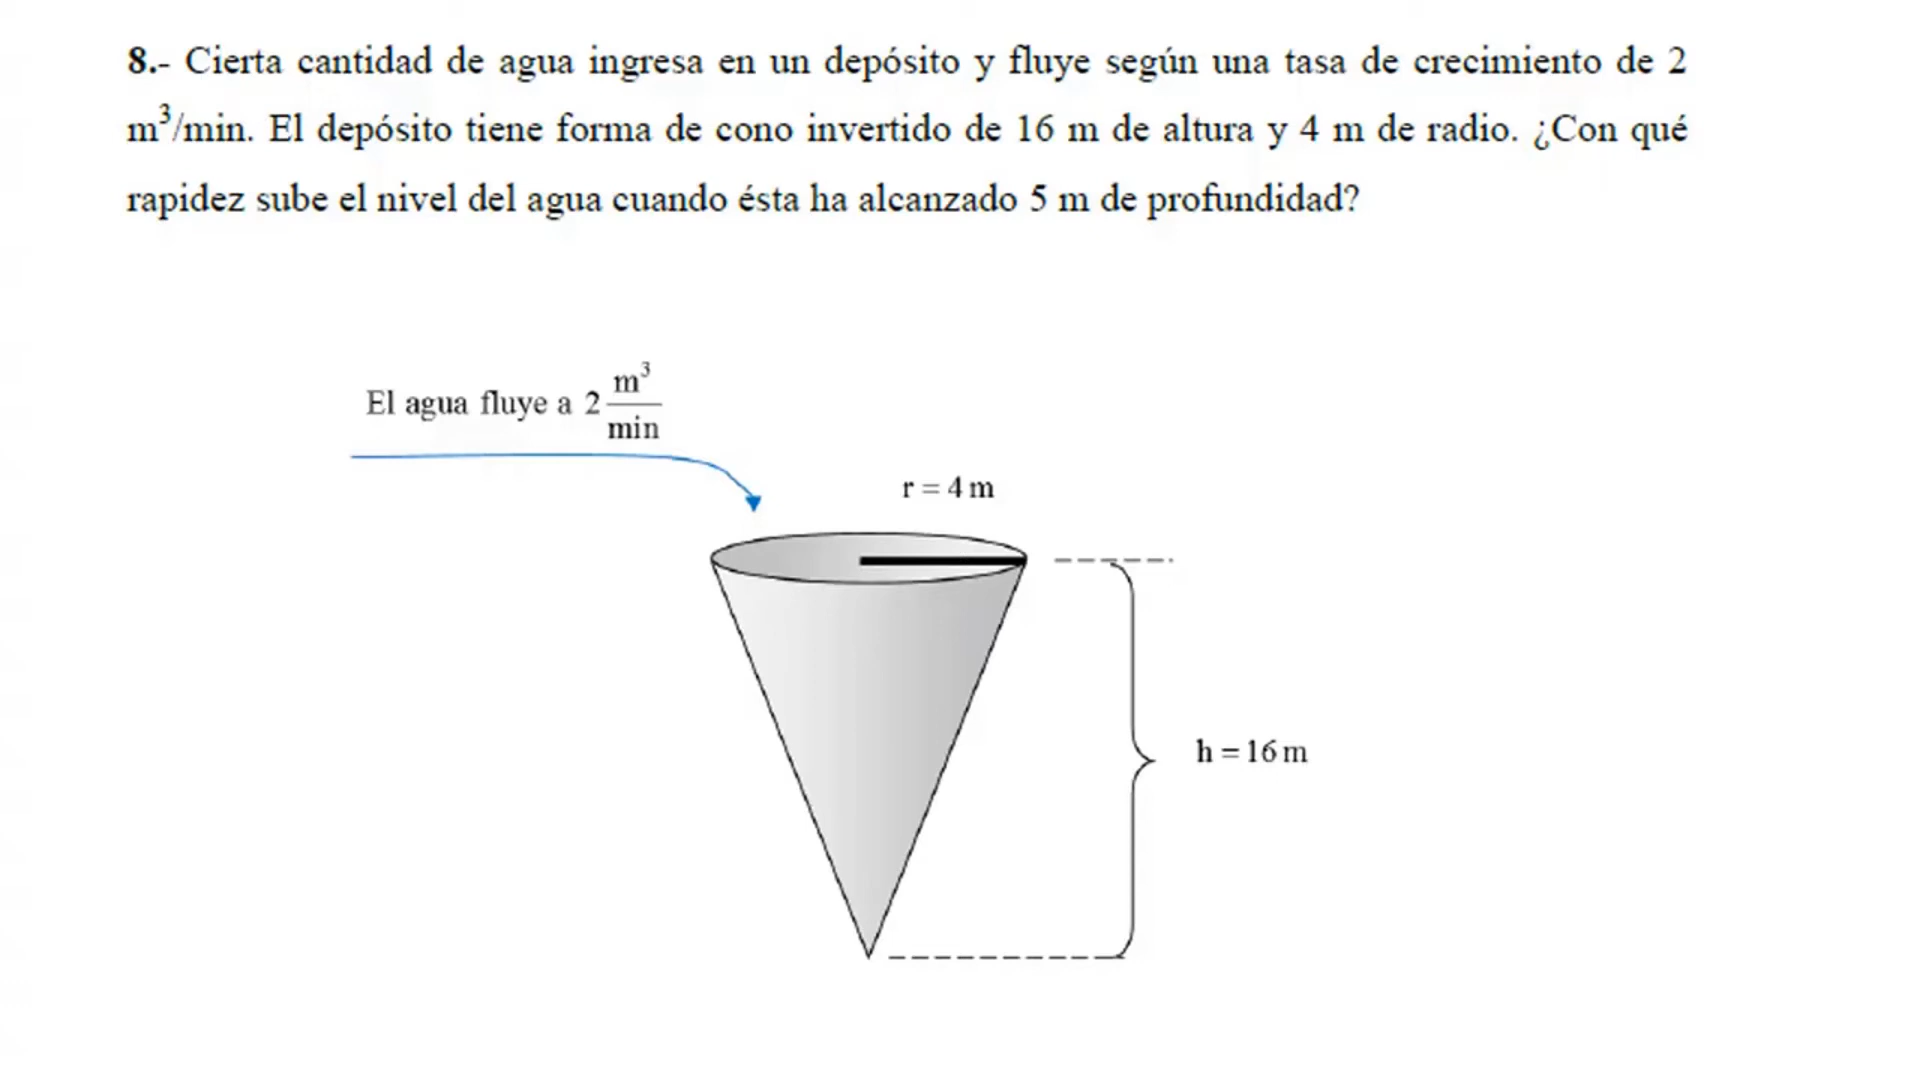 8.- Cierta cantidad de agua ingresa en un depósito y fluye según una tasa de crecimiento de 2
m³/min. El depósito tiene forma de cono invertido de 16 m de altura y 4 m de radio. ¿Con qué
rapidez sube el nivel del agua cuando ésta ha alcanzado 5 m de profundidad?
El agua fluye a 2 m³/min
r = 4 m
h = 16 m